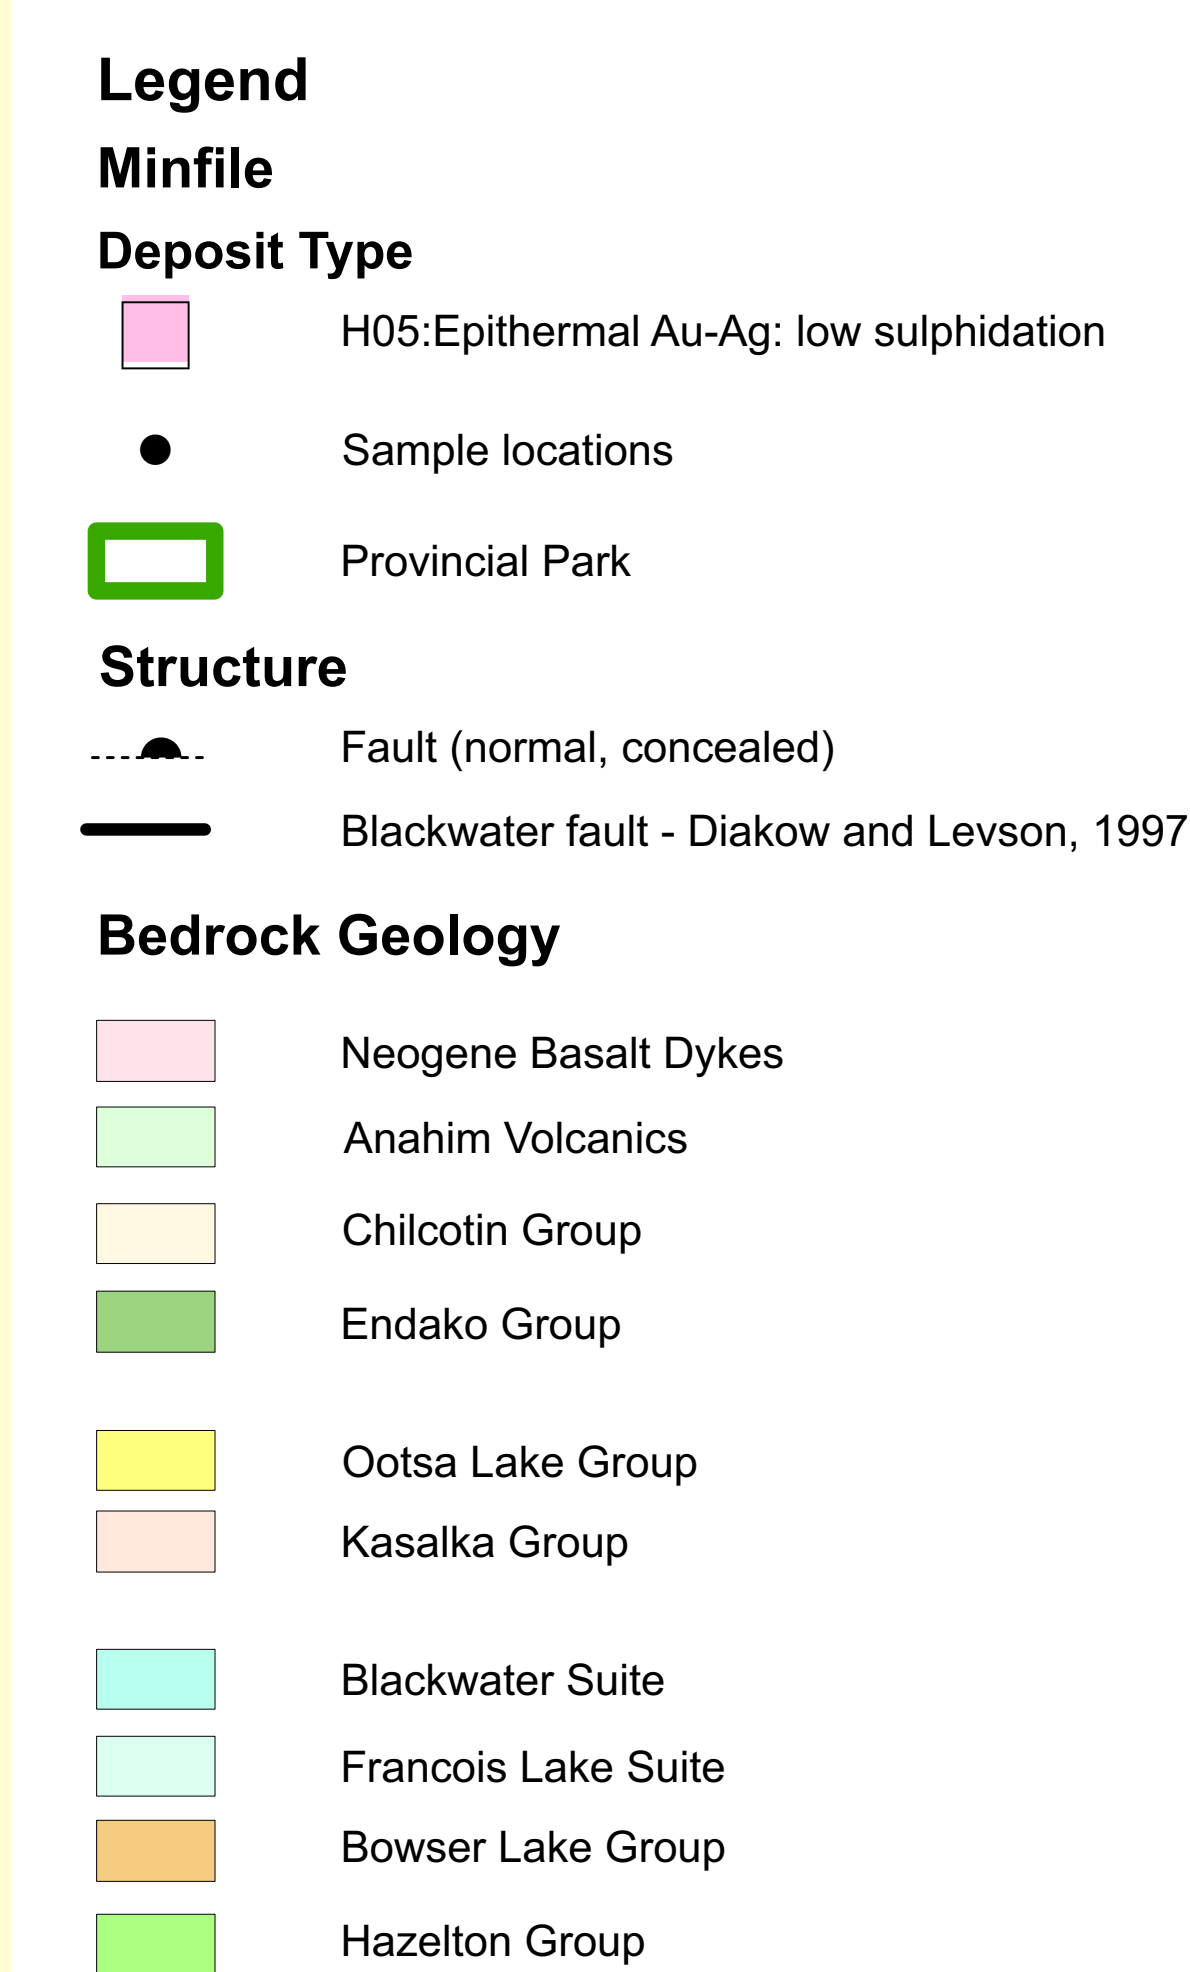 Legend
Minfile
Deposit Type
H05:Epithermal Au-Ag: low sulphidation
Sample locations
Provincial Park
Structure
Fault (normal, concealed)
Blackwater fault - Diakow and Levson, 1997
Bedrock Geology
Neogene Basalt Dykes
Anahim Volcanics
Chilcotin Group
Endako Group
Ootsa Lake Group
Kasalka Group
Blackwater Suite
Francois Lake Suite
Bowser Lake Group
Hazelton Group